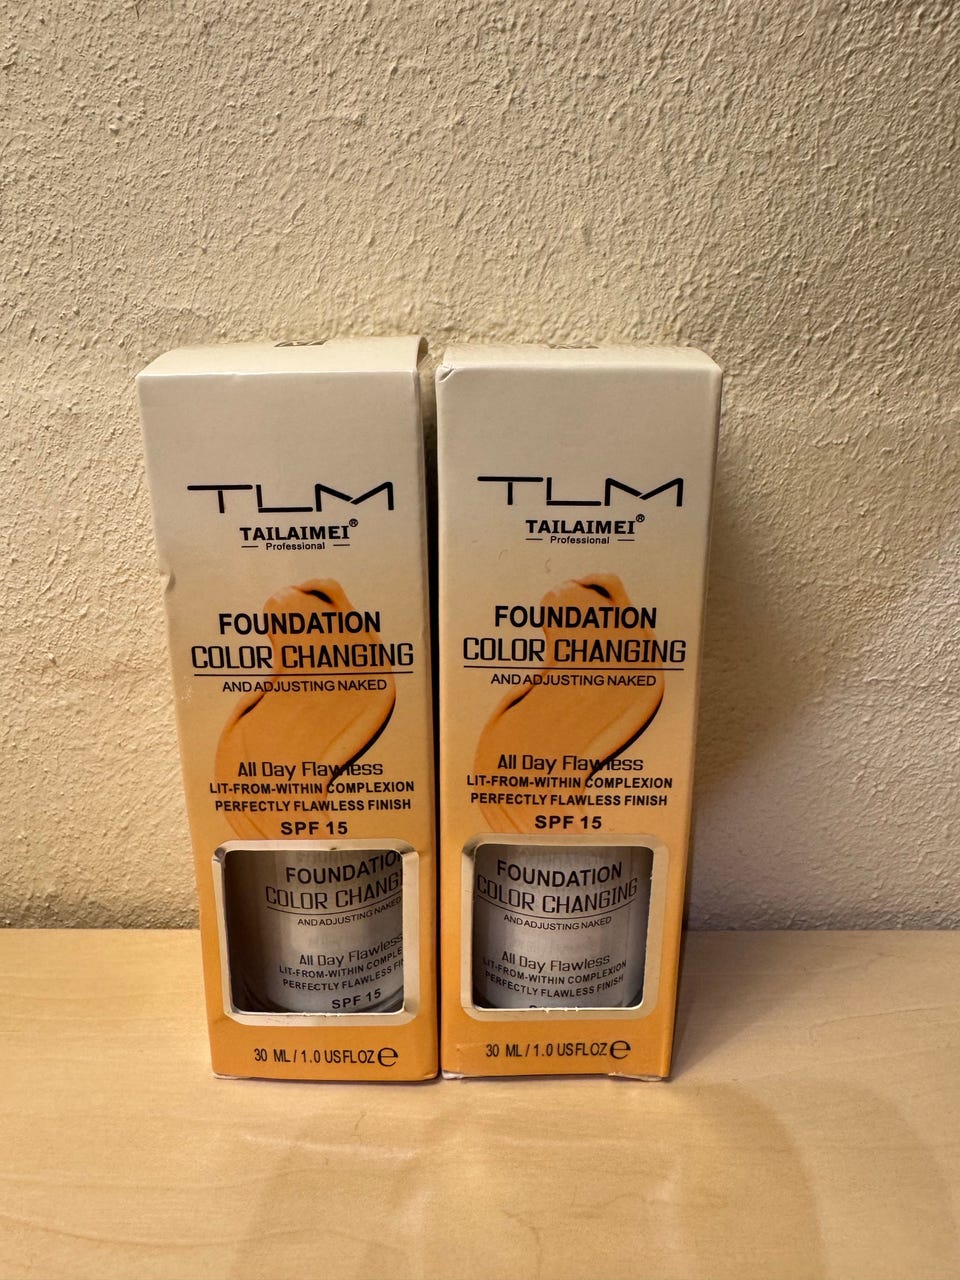 TLM
TAILAIMEI®
Professional
FOUNDATION
COLOR CHANGING
AND ADJUSTING NAKED
All Day Flawless
LIT-FROM-WITHIN COMPLEXION
PERFECTLY FLAWLESS FINISH
SPF 15
FOUNDATIO
COLOR CHANGI
AND ADJUSTING NAKED
All Day Flawless
LIT-FROM-WITHIN COMPLE
PERFECTLY FLAWLESS FI
SPF 15
30 ML / 1.0 US FL OZ ℮
TLM
TAILAIMEI®
Professional
FOUNDATION
COLOR CHANGING
AND ADJUSTING NAKED
All Day Flawless
LIT-FROM-WITHIN COMPLEXION
PERFECTLY FLAWLESS FINISH
SPF 15
FOUNDATION
COLOR CHANGING
AND ADJUSTING NAKED
All Day Flawless
LIT-FROM-WITHIN COMPLEXION
PERFECTLY FLAWLESS FINISH
30 ML / 1.0 US FL OZ ℮